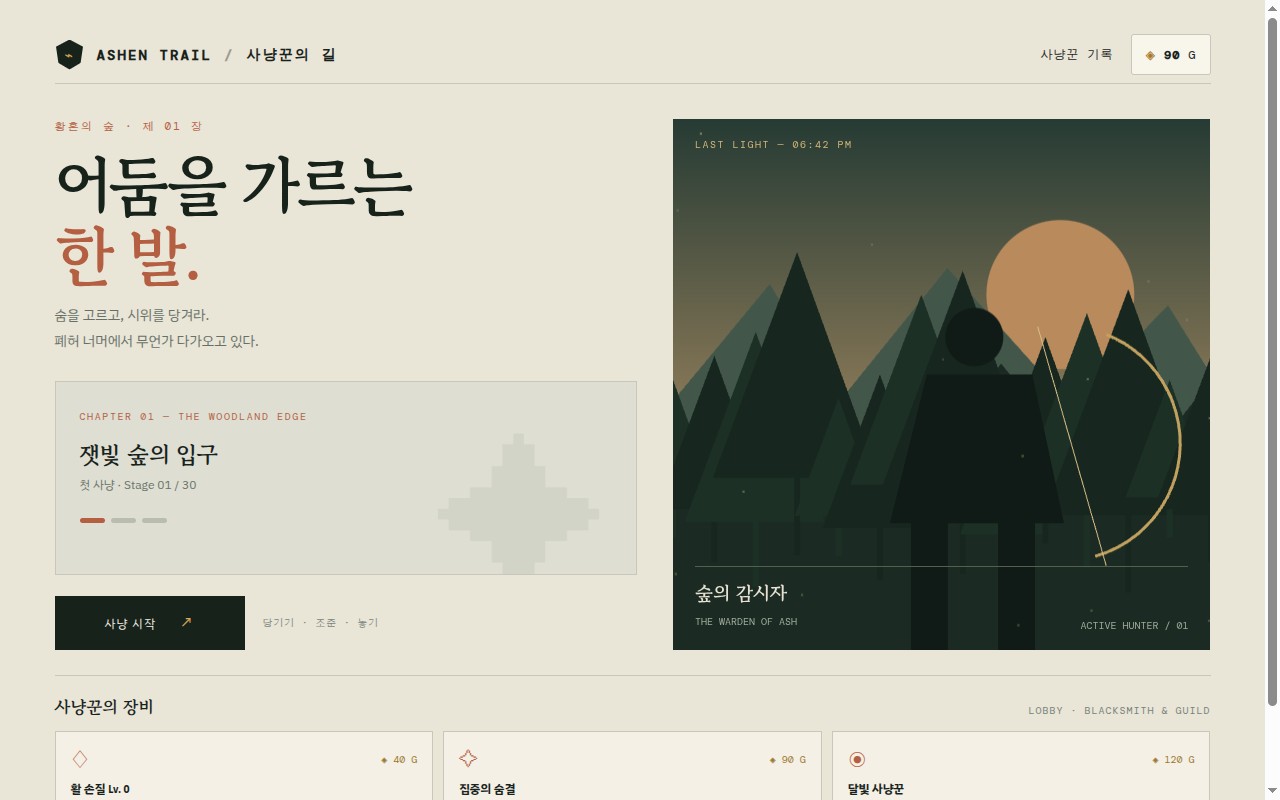 ASHEN TRAIL / 사냥꾼의 길
사냥꾼 기록
◈ 90 G
황혼의 숲 · 제 01 장
어둠을 가르는
한 발.
숨을 고르고, 시위를 당겨라.
폐허 너머에서 무언가 다가오고 있다.
CHAPTER 01 — THE WOODLAND EDGE
잿빛 숲의 입구
첫 사냥 · Stage 01 / 30
사냥 시작 ↗
당기기 · 조준 · 놓기
LAST LIGHT — 06:42 PM
숲의 감시자
THE WARDEN OF ASH
ACTIVE HUNTER / 01
사냥꾼의 장비
LOBBY · BLACKSMITH & GUILD
◈ 40 G
활 손질 Lv. 0
◈ 90 G
집중의 숨결
◈ 120 G
달빛 사냥꾼